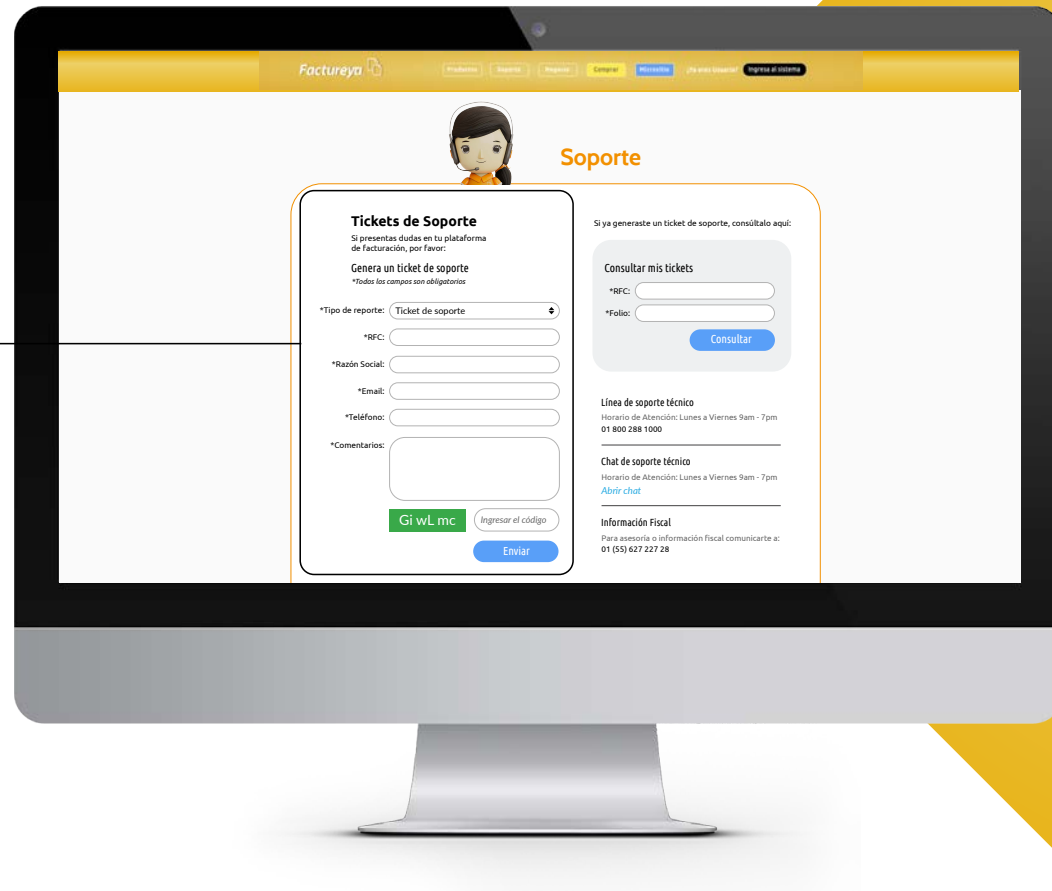 Factureya
Productos
Soporte
Negocio
Comprar
Micrositio
¿Ya eres Usuario?
Ingresa al sistema
Soporte
Tickets de Soporte
Si presentas dudas en tu plataforma
de facturación, por favor:
Genera un ticket de soporte
*Todos los campos son obligatorios
*Tipo de reporte: Ticket de soporte
*RFC:
*Razón Social:
*Email:
*Teléfono:
*Comentarios:
Gi wL mc
Ingresar el código
Enviar
Si ya generaste un ticket de soporte, consúltalo aquí:
Consultar mis tickets
*RFC:
*Folio:
Consultar
Línea de soporte técnico
Horario de Atención: Lunes a Viernes 9am - 7pm
01 800 288 1000
Chat de soporte técnico
Horario de Atención: Lunes a Viernes 9am - 7pm
Abrir chat
Información Fiscal
Para asesoría o información fiscal comunicarte a:
01 (55) 627 227 28